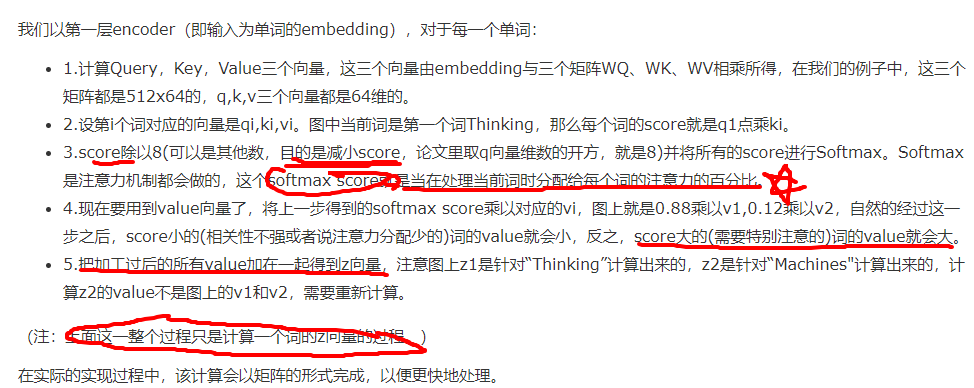 我们以第一层encoder（即输入为单词的embedding），对于每一个单词：
1.计算Query，Key，Value三个向量，这三个向量由embedding与三个矩阵WQ、WK、WV相乘所得，在我们的例子中，这三个
矩阵都是512x64的，q,k,v三个向量都是64维的。
2.设第i个词对应的向量是qi,ki,vi。图中当前词是第一个词Thinking，那么每个词的score就是q1点乘ki。
3.score除以8(可以是其他数，目的是减小score，论文里取q向量维数的开方，就是8)并将所有的score进行Softmax。Softmax
是注意力机制都会做的，这个softmax score就是当在处理当前词时分配给每个词的注意力的百分比。
4.现在要用到value向量了，将上一步得到的softmax score乘以对应的vi，图上就是0.88乘以v1,0.12乘以v2，自然的经过这一
步之后，score小的(相关性不强或者说注意力分配少的)词的value就会小，反之，score大的(需要特别注意的)词的value就会大。
5.把加工过后的所有value加在一起得到z向量，注意图上z1是针对“Thinking”计算出来的，z2是针对“Machines"计算出来的，计
算z2的value不是图上的v1和v2，需要重新计算。
（注：上面这一整个过程只是计算一个词的z向量的过程。）
在实际的实现过程中，该计算会以矩阵的形式完成，以便更快地处理。